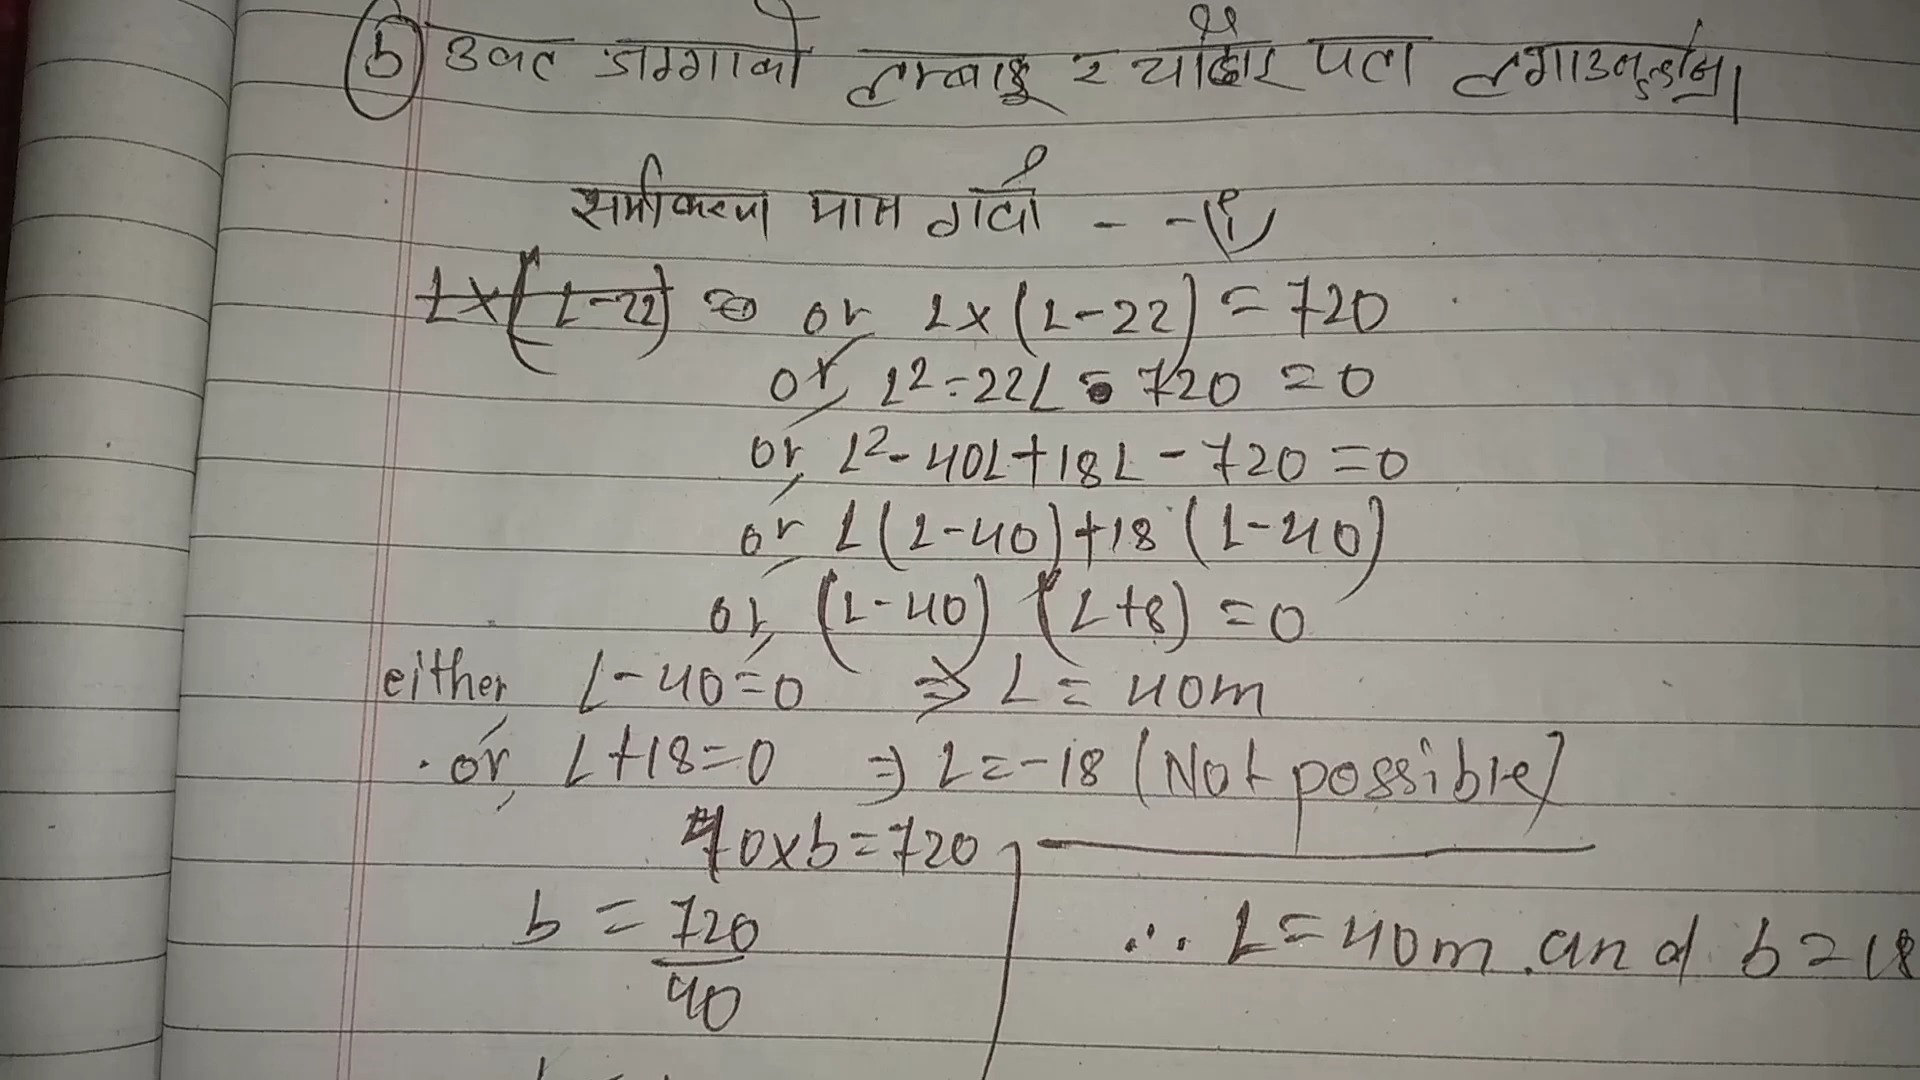 (b) उक्त जग्गाको लम्बाइ र चौडाइ पत्ता लगाउनुहोस्।
समीकरण मान गर्दा - - (i)
or L×(L-22) = 720
or, L²-22L-720 = 0
or, L²-40L+18L-720=0
or, L(L-40)+18(L-40)
or, (L-40) (L+8) = 0
either L-40=0 ⇒ L = 40m
or, L+18=0 ⇒ L=-18 (Not possible)
40×b=720
b = 720/40
∴ L=40m and b=18